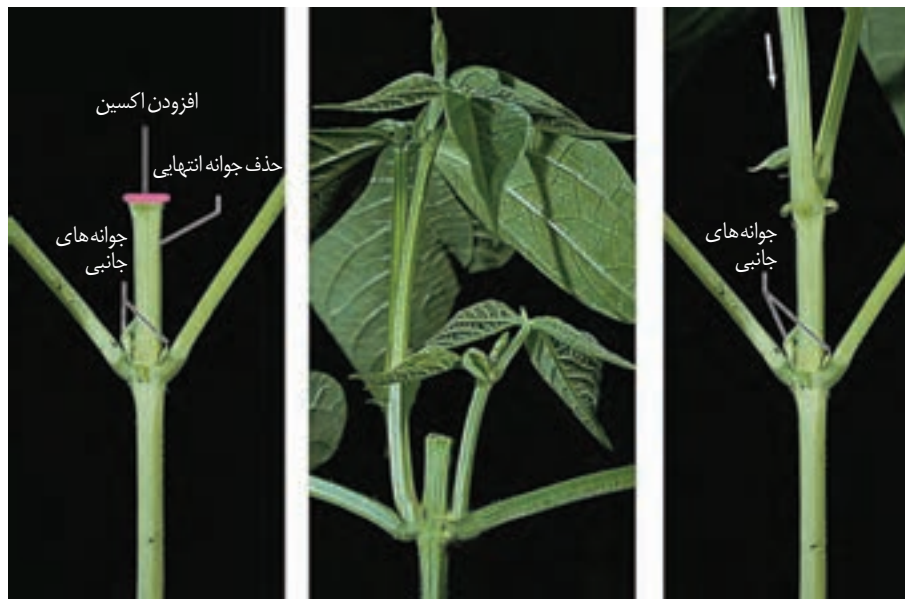 افزودن اکسین
حذف جوانه انتهایی
جوانه‌های
جانبی
جوانه‌های
جانبی